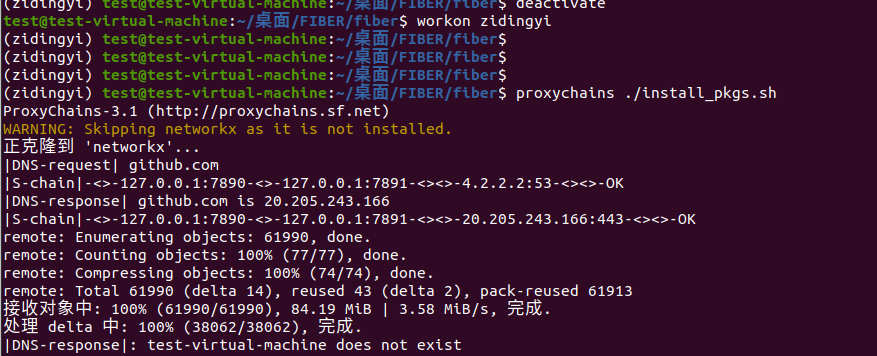 (zidingyi) test@test-virtual-machine:~/桌面/FIBER/fiber$ deactivate
test@test-virtual-machine:~/桌面/FIBER/fiber$ workon zidingyi
(zidingyi) test@test-virtual-machine:~/桌面/FIBER/fiber$
(zidingyi) test@test-virtual-machine:~/桌面/FIBER/fiber$
(zidingyi) test@test-virtual-machine:~/桌面/FIBER/fiber$
(zidingyi) test@test-virtual-machine:~/桌面/FIBER/fiber$ proxychains ./install_pkgs.sh
ProxyChains-3.1 (http://proxychains.sf.net)
WARNING: Skipping networkx as it is not installed.
正克隆到 'networkx'...
|DNS-request| github.com
|S-chain|-<>-127.0.0.1:7890-<>-127.0.0.1:7891-<><>-4.2.2.2:53-<><>-OK
|DNS-response| github.com is 20.205.243.166
|S-chain|-<>-127.0.0.1:7890-<>-127.0.0.1:7891-<><>-20.205.243.166:443-<><>-OK
remote: Enumerating objects: 61990, done.
remote: Counting objects: 100% (77/77), done.
remote: Compressing objects: 100% (74/74), done.
remote: Total 61990 (delta 14), reused 43 (delta 2), pack-reused 61913
接收对象中: 100% (61990/61990), 84.19 MiB | 3.58 MiB/s, 完成.
处理 delta 中: 100% (38062/38062), 完成.
|DNS-response|: test-virtual-machine does not exist